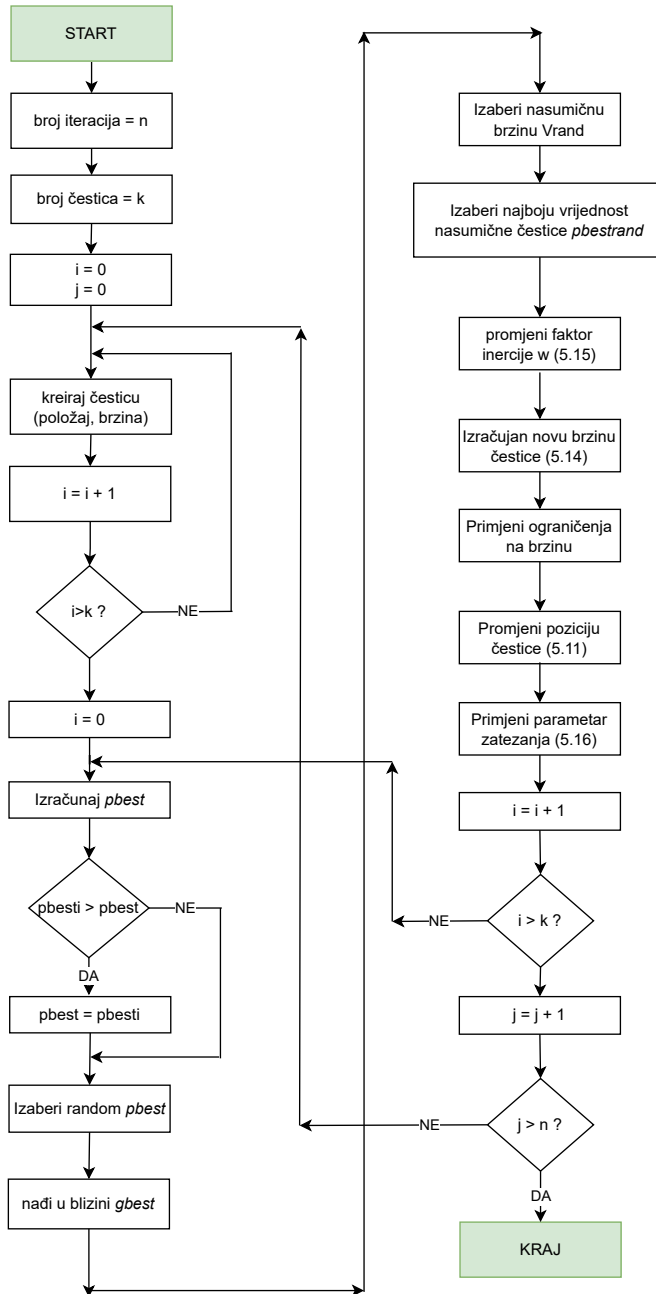 START
broj iteracija = n
broj čestica = k
i = 0
j = 0
kreiraj česticu
(položaj, brzina)
i = i + 1
i>k ?
NE
i = 0
Izračunaj pbest
pbesti > pbest
NE
DA
pbest = pbesti
Izaberi random pbest
nađi u blizini gbest
Izaberi nasumičnu
brzinu Vrand
Izaberi najboju vrijednost
nasumične čestice pbestrand
promjeni faktor
inercije w (5.15)
Izračujan novu brzinu
čestice (5.14)
Primjeni ograničenja
na brzinu
Promjeni poziciju
čestice (5.11)
Primjeni parametar
zatezanja (5.16)
i = i + 1
i > k ?
NE
j = j + 1
j > n ?
NE
DA
KRAJ